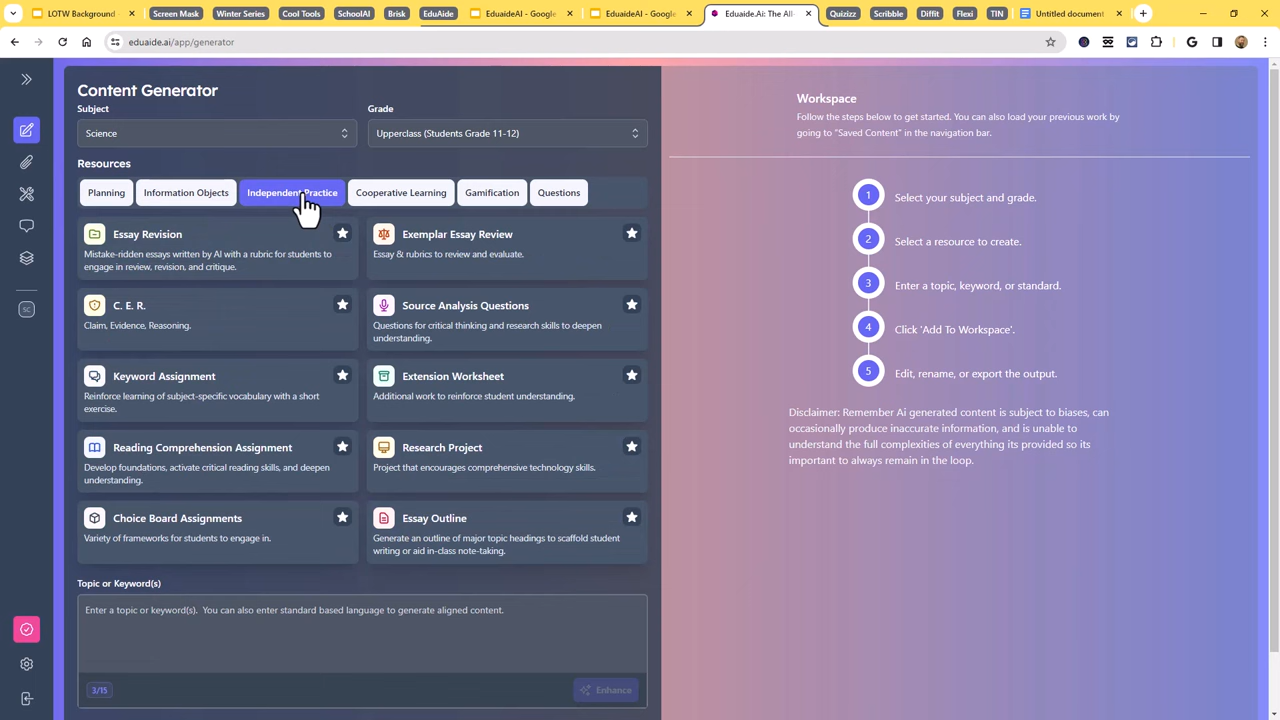 LOTW Background
Screen Mask
Winter Series
Cool Tools
SchoolAI
Brisk
EduAide
EduaideAI - Google
EduaideAI - Google
Eduaide.Ai: The All-
Quizizz
Scribble
Diffit
Flexi
TIN
Untitled document
eduaide.ai/app/generator
Content Generator
Subject
Grade
Science
Upperclass (Students Grade 11-12)
Resources
Planning
Information Objects
Independent Practice
Cooperative Learning
Gamification
Questions
Essay Revision
Mistake-ridden essays written by AI with a rubric for students to
engage in review, revision, and critique.
Exemplar Essay Review
Essay & rubrics to review and evaluate.
C. E. R.
Claim, Evidence, Reasoning.
Source Analysis Questions
Questions for critical thinking and research skills to deepen
understanding.
Keyword Assignment
Reinforce learning of subject-specific vocabulary with a short
exercise.
Extension Worksheet
Additional work to reinforce student understanding.
Reading Comprehension Assignment
Develop foundations, activate critical reading skills, and deepen
understanding.
Research Project
Project that encourages comprehensive technology skills.
Choice Board Assignments
Variety of frameworks for students to engage in.
Essay Outline
Generate an outline of major topic headings to scaffold student
writing or aid in-class note-taking.
Topic or Keyword(s)
Enter a topic or keyword(s). You can also enter standard based language to generate aligned content.
3/15
Enhance
SC
Workspace
Follow the steps below to get started. You can also load your previous work by
going to "Saved Content" in the navigation bar.
1 Select your subject and grade.
2 Select a resource to create.
3 Enter a topic, keyword, or standard.
4 Click 'Add To Workspace'.
5 Edit, rename, or export the output.
Disclaimer: Remember Ai generated content is subject to biases, can
occasionally produce inaccurate information, and is unable to
understand the full complexities of everything its provided so its
important to always remain in the loop.